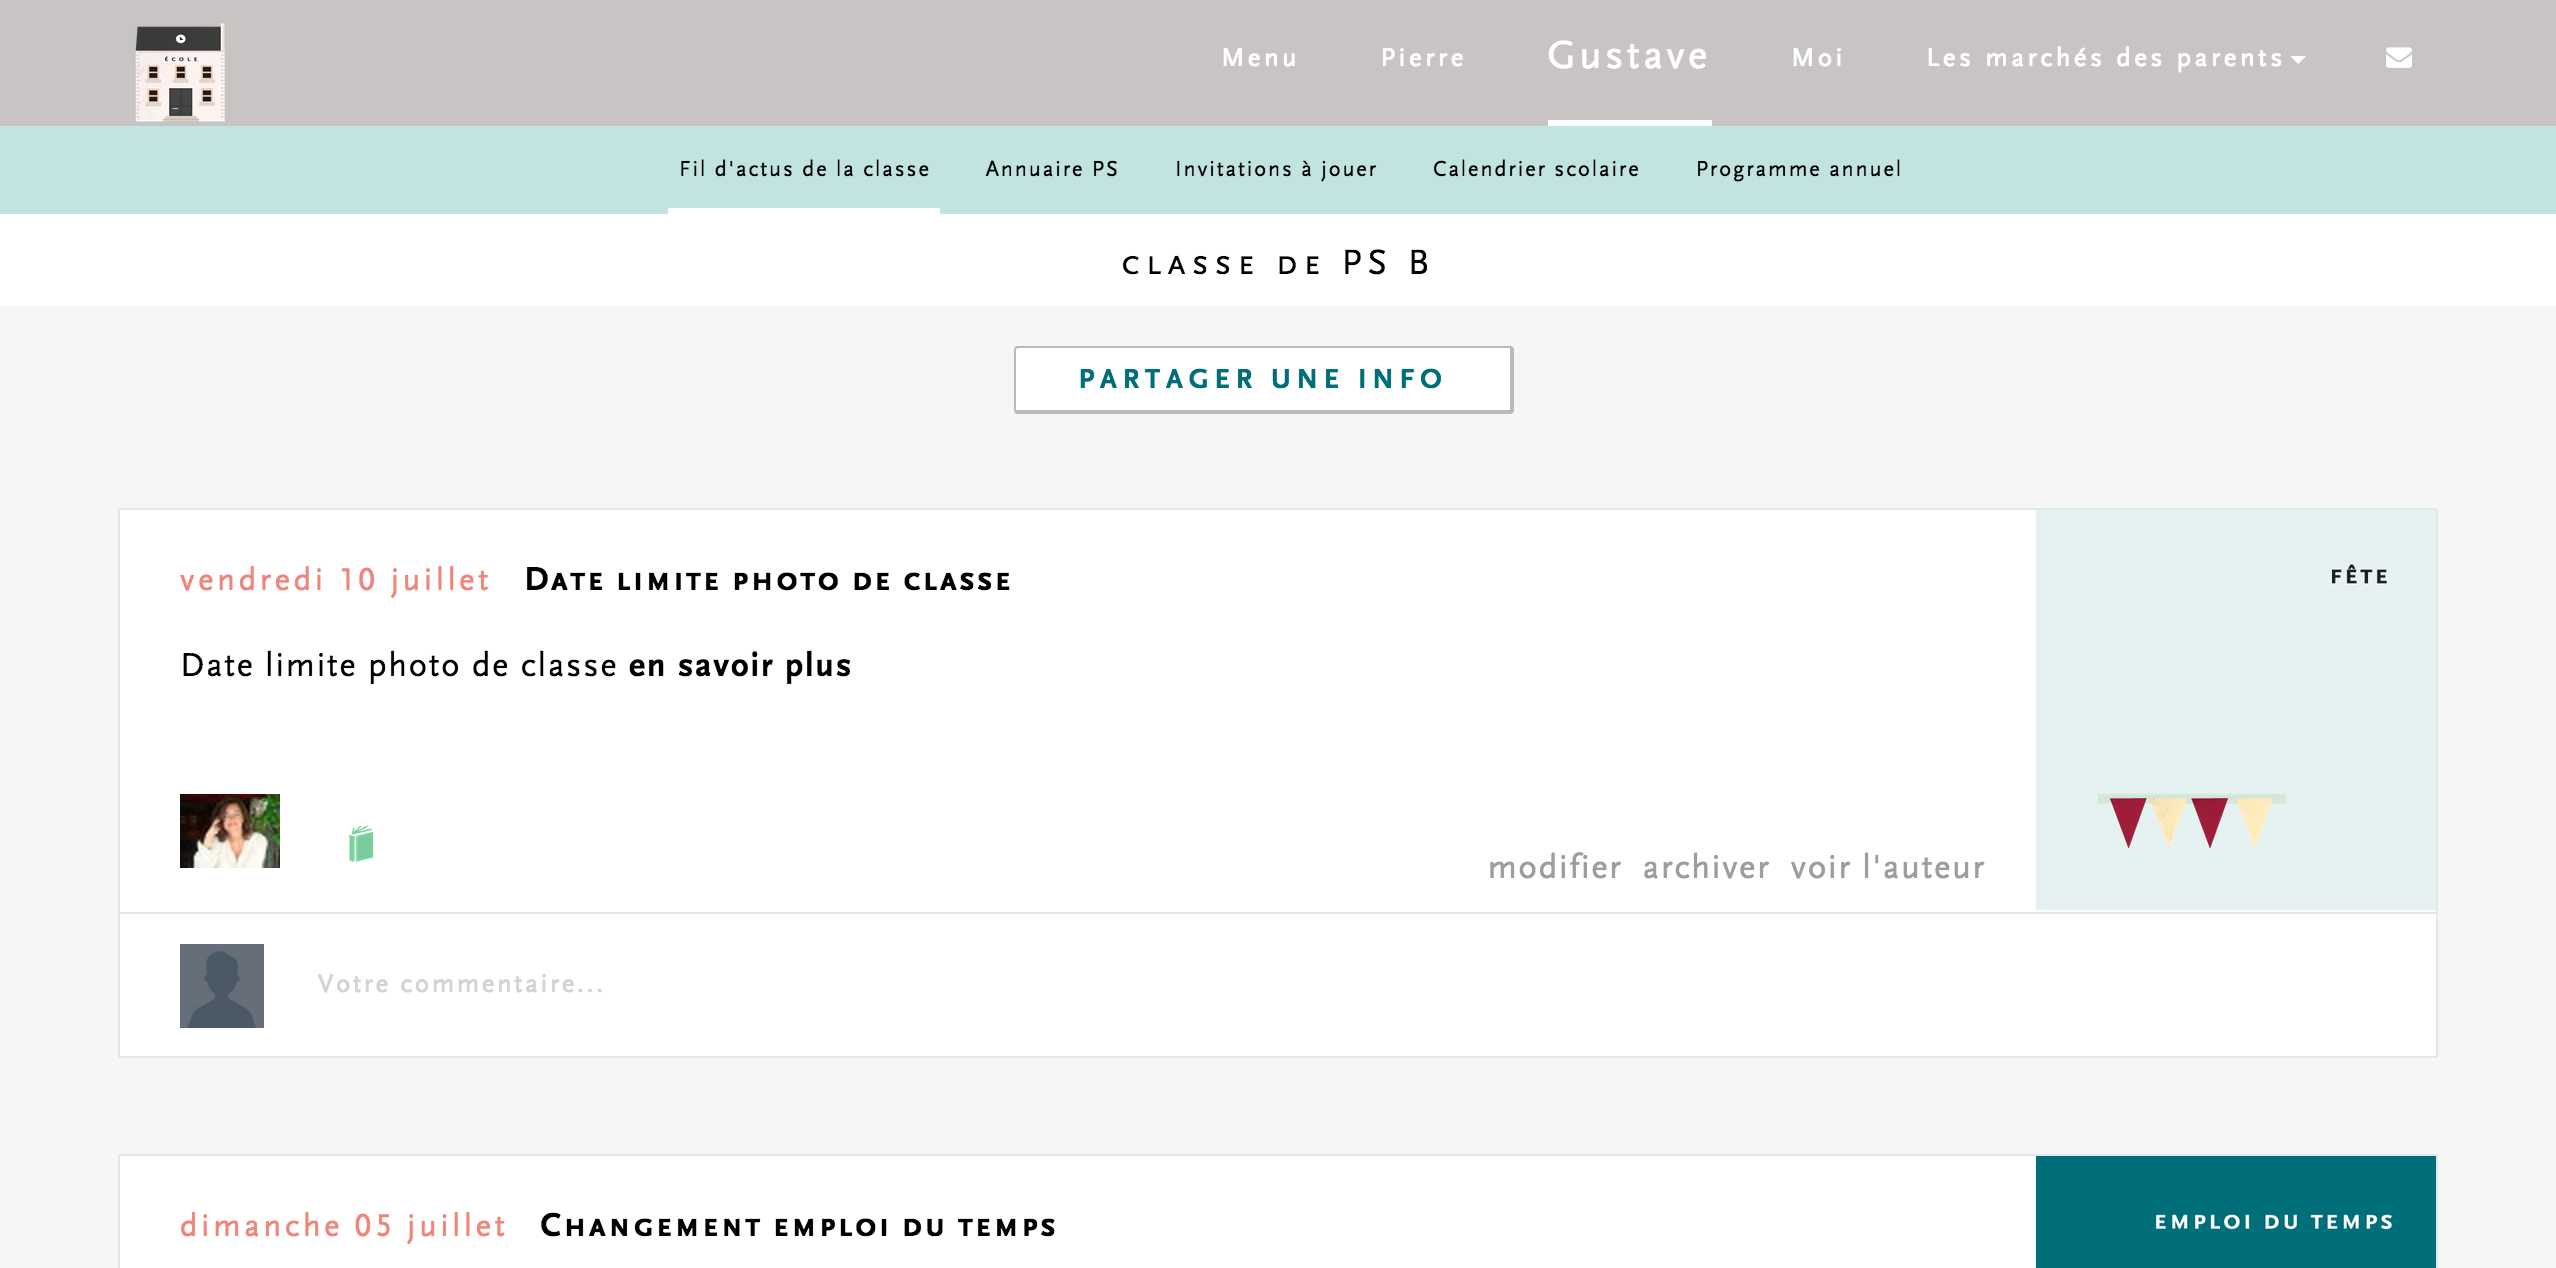 ÉCOLE
Menu Pierre Gustave Moi Les marchés des parents
Fil d'actus de la classe Annuaire PS Invitations à jouer Calendrier scolaire Programme annuel
CLASSE DE PS B
PARTAGER UNE INFO
vendredi 10 juillet DATE LIMITE PHOTO DE CLASSE
FÊTE
Date limite photo de classe en savoir plus
modifier archiver voir l'auteur
Votre commentaire...
dimanche 05 juillet CHANGEMENT EMPLOI DU TEMPS
EMPLOI DU TEMPS